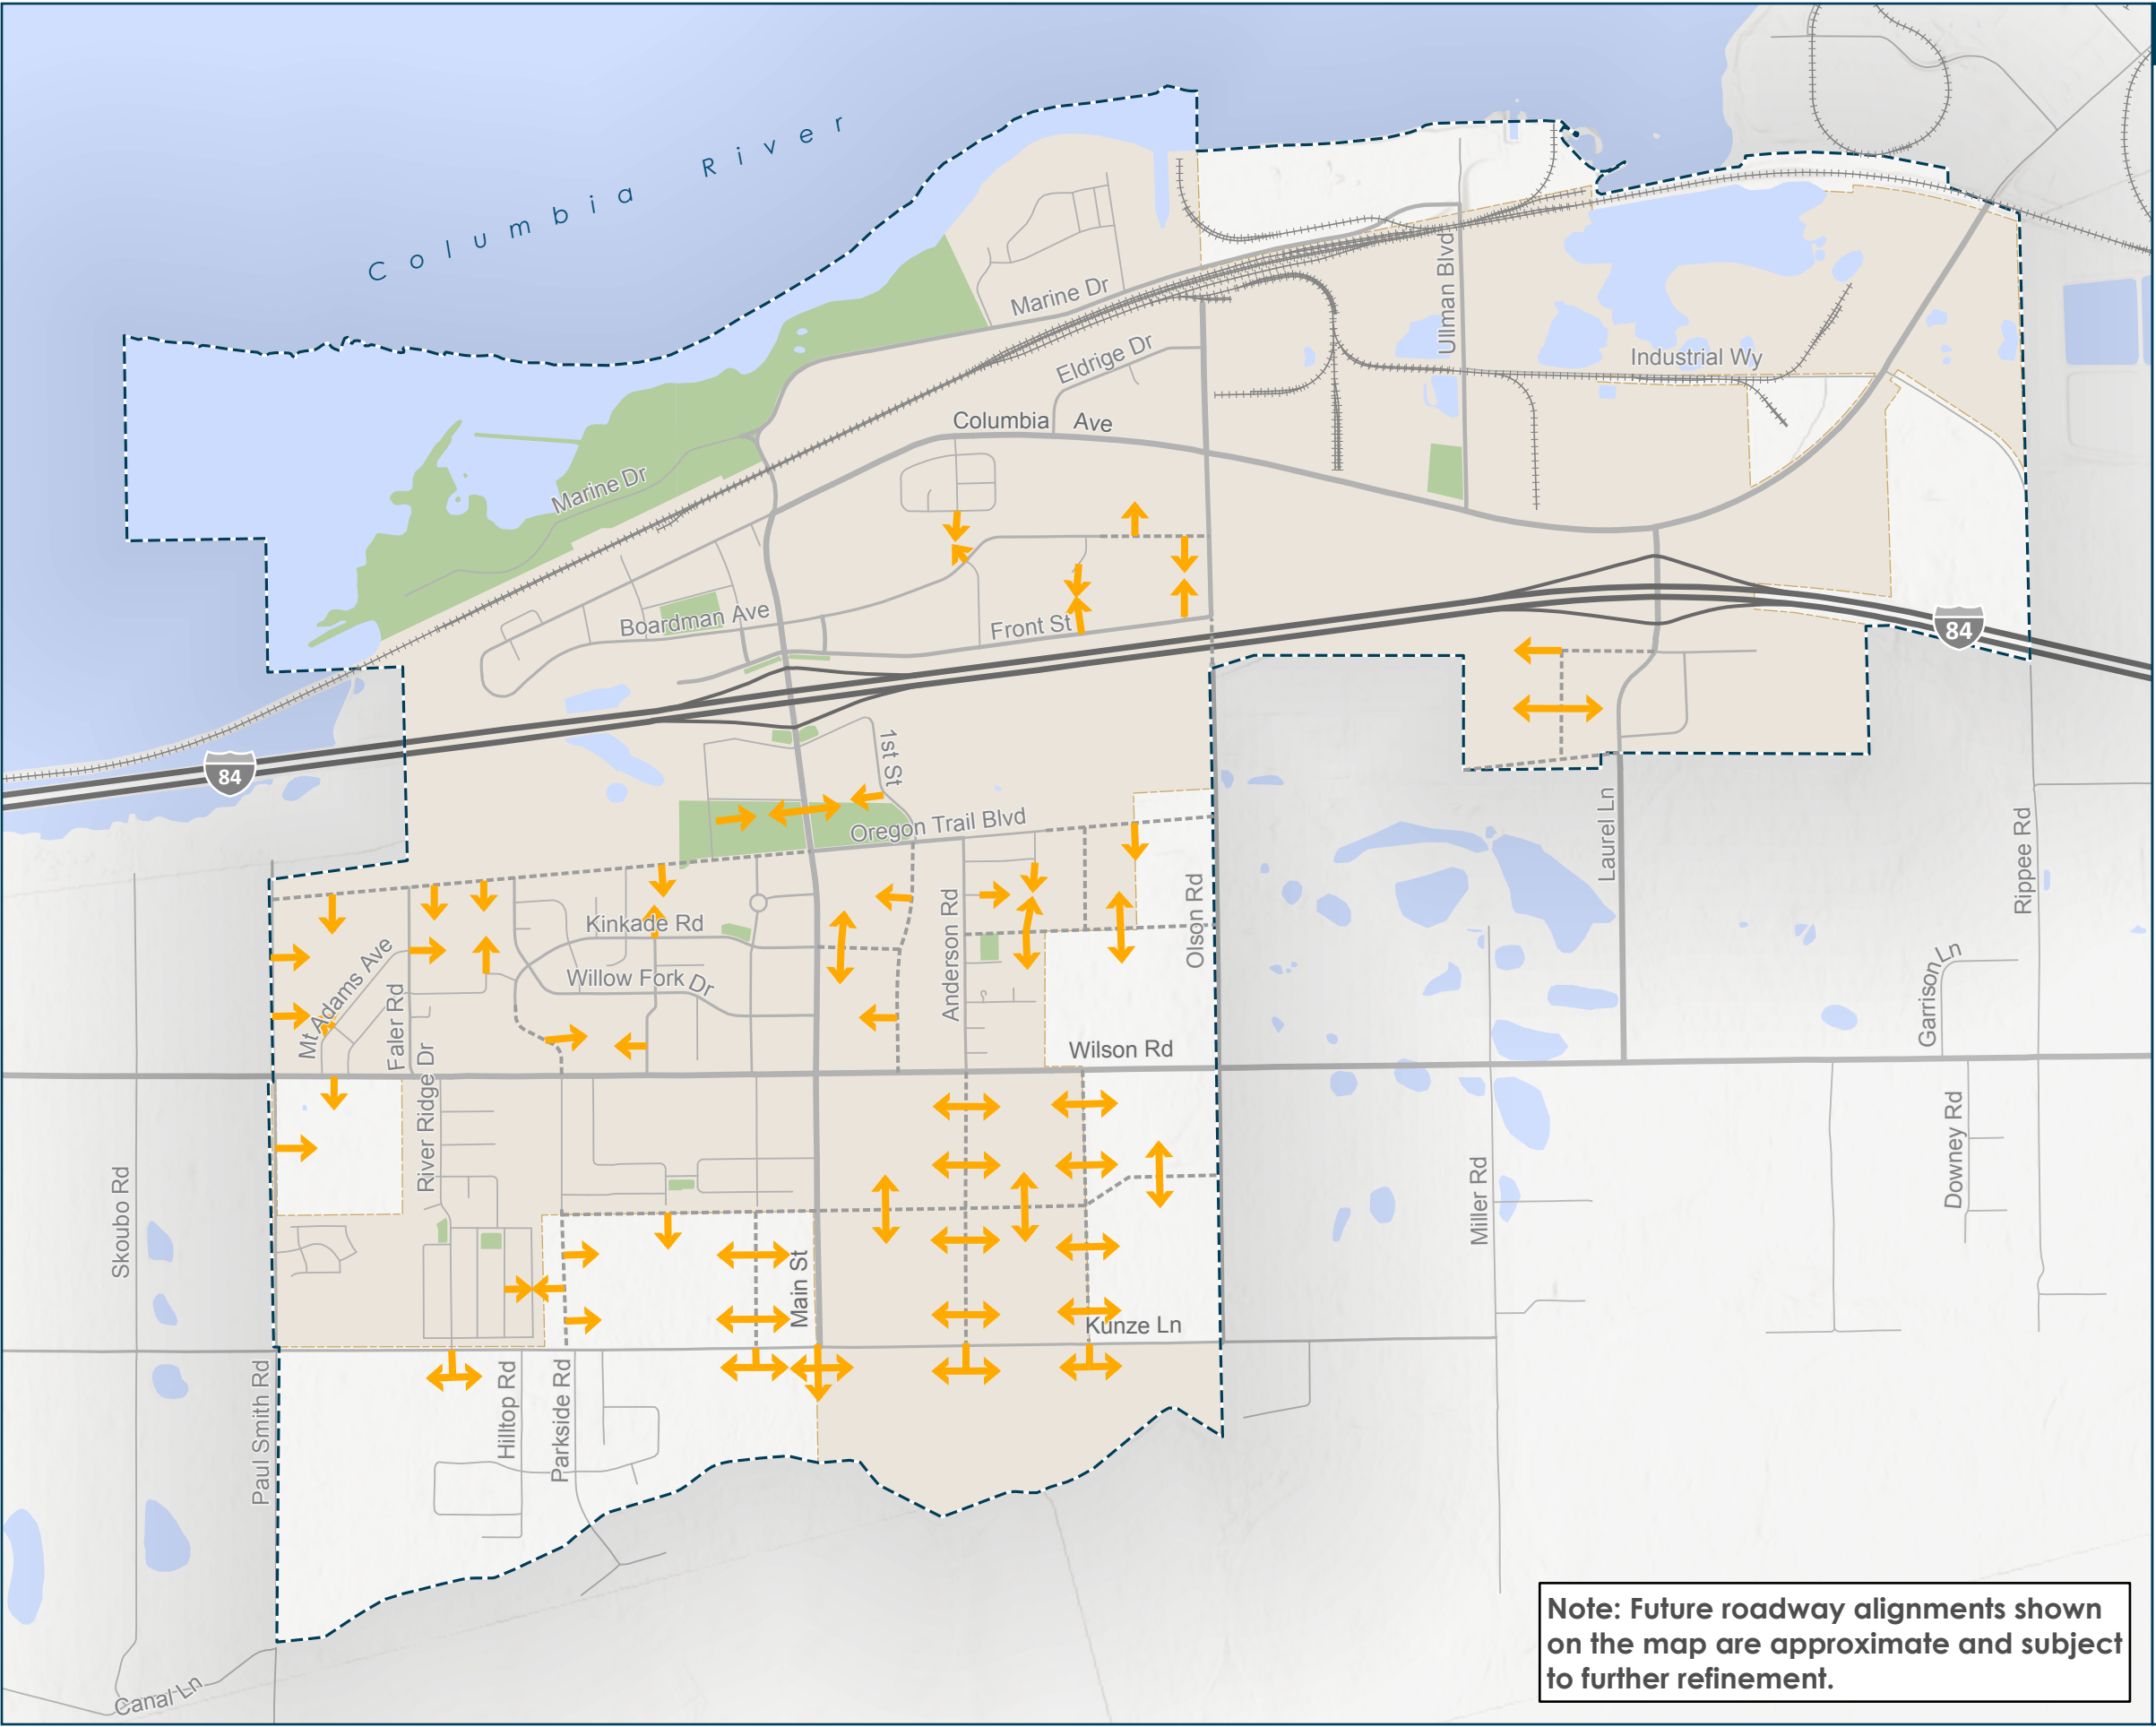 Columbia River
Marine Dr
Ullman Blvd
Eldrige Dr
Industrial Wy
Columbia Ave
Marine Dr
Boardman Ave
Front St
84
84
1st St
Oregon Trail Blvd
Laurel Ln
Rippee Rd
Kinkade Rd
Anderson Rd
Olson Rd
Mt Adams Ave
Willow Fork Dr
Faler Rd
Garrison Ln
Wilson Rd
River Ridge Dr
Skoubo Rd
Miller Rd
Downey Rd
Main St
Kunze Ln
Paul Smith Rd
Hilltop Rd
Parkside Rd
Canal Ln
Note: Future roadway alignments shown
on the map are approximate and subject
to further refinement.